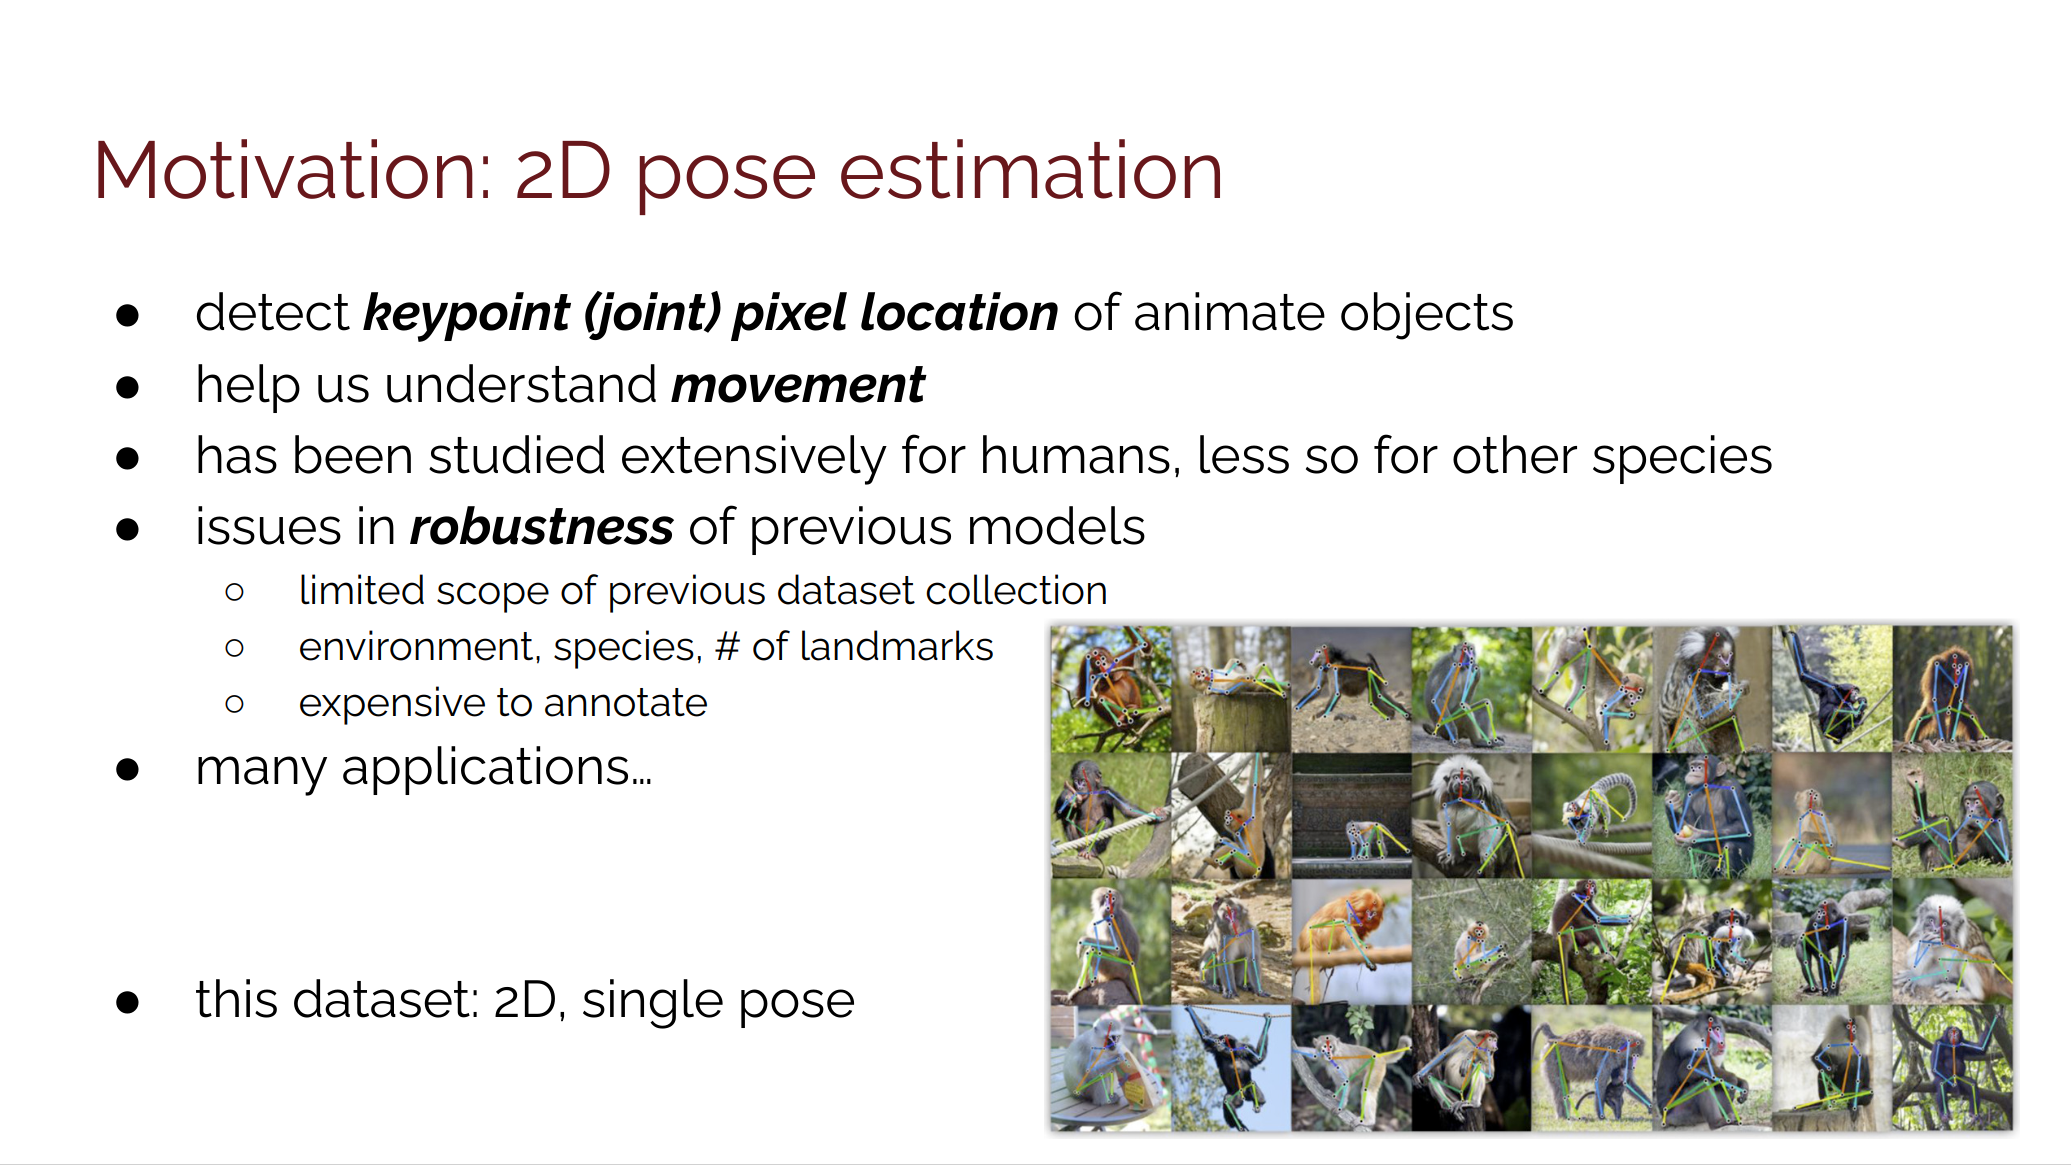 Motivation: 2D pose estimation
● detect keypoint (joint) pixel location of animate objects
● help us understand movement
● has been studied extensively for humans, less so for other species
● issues in robustness of previous models
○ limited scope of previous dataset collection
○ environment, species, # of landmarks
○ expensive to annotate
● many applications…
● this dataset: 2D, single pose